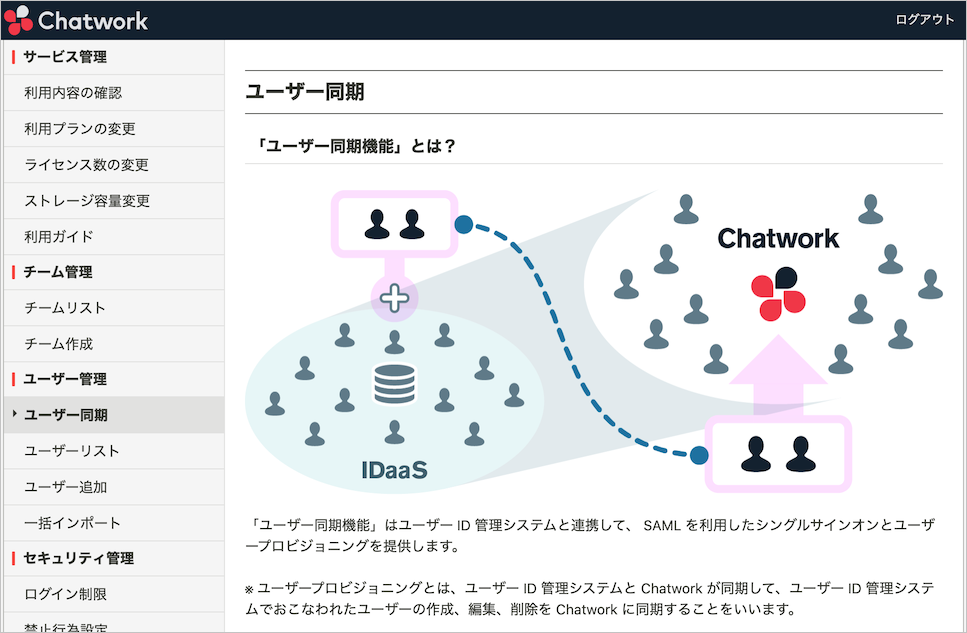 Chatwork
ログアウト
サービス管理
利用内容の確認
利用プランの変更
ライセンス数の変更
ストレージ容量変更
利用ガイド
チーム管理
チームリスト
チーム作成
ユーザー管理
ユーザー同期
ユーザーリスト
ユーザー追加
一括インポート
セキュリティ管理
ログイン制限
禁止行為設定
ユーザー同期
「ユーザー同期機能」とは？
Chatwork
IDaaS
「ユーザー同期機能」はユーザー ID 管理システムと連携して、 SAML を利用したシングルサインオンとユーザ
ープロビジョニングを提供します。
※ ユーザープロビジョニングとは、ユーザー ID 管理システムと Chatwork が同期して、ユーザー ID 管理システ
ムでおこなわれたユーザーの作成、編集、削除を Chatwork に同期することをいいます。